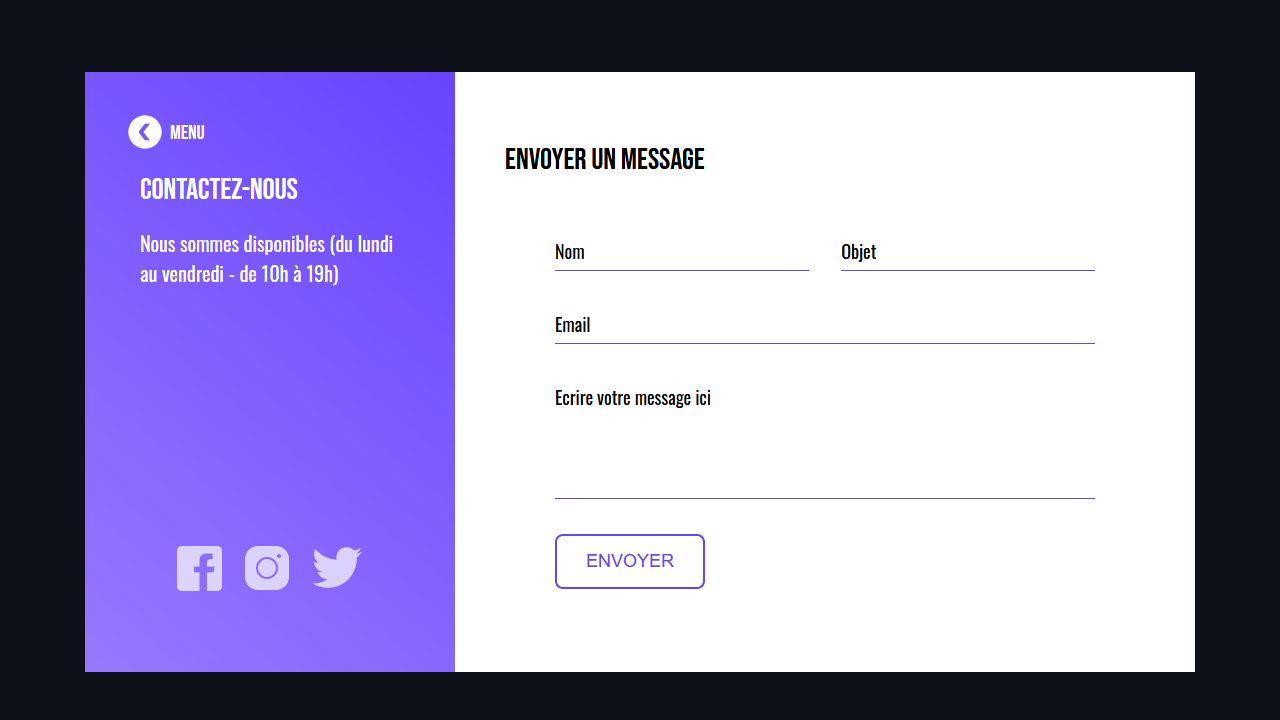 MENU
CONTACTEZ-NOUS
Nous sommes disponibles (du lundi
au vendredi - de 10h à 19h)
ENVOYER UN MESSAGE
Nom
Objet
Email
Ecrire votre message ici
ENVOYER